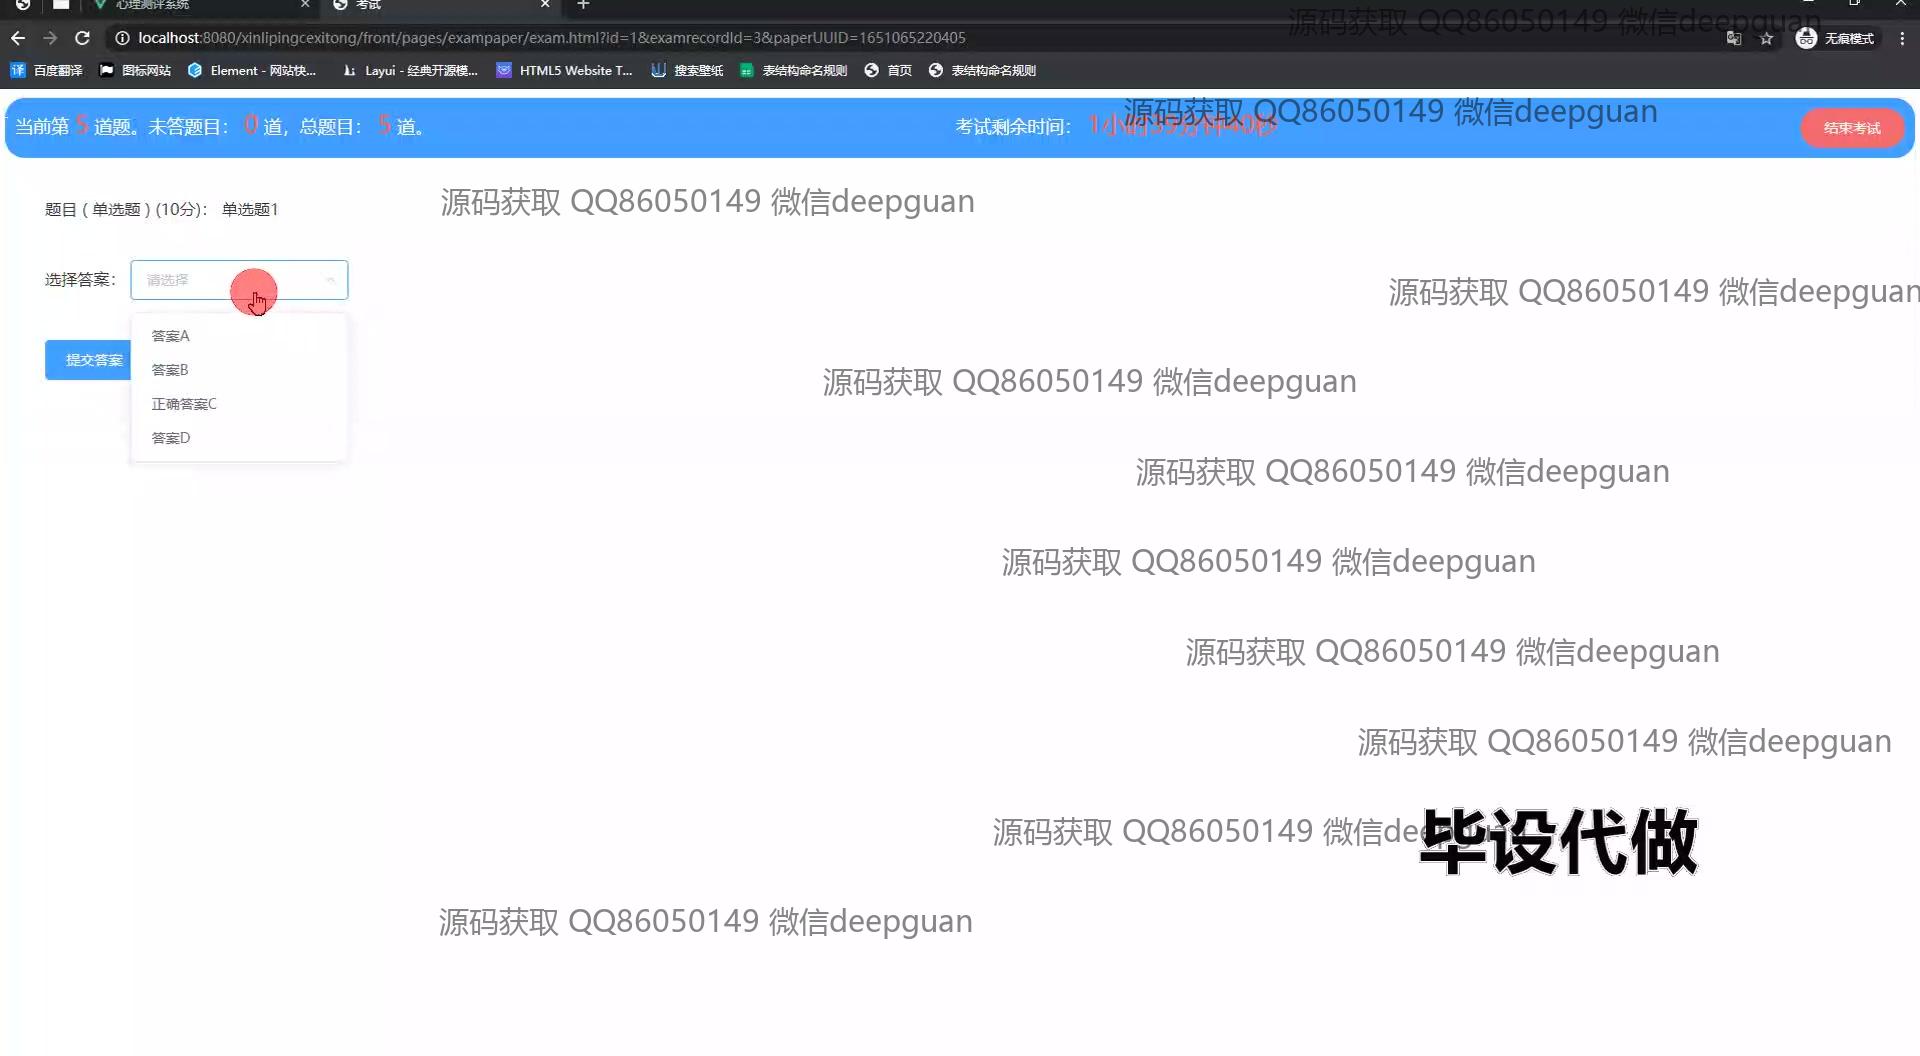 心理测评系统
考试
源码获取 QQ86050149 微信deepguan
localhost:8080/xinlipingcexitong/front/pages/exampaper/exam.html?id=1&examrecordId=3&paperUUID=1651065220405
无痕模式
译 百度翻译 图标网站 Element - 网站快... Layui - 经典开源模... HTML5 Website T... 搜索壁纸 表结构命名规则 首页 表结构命名规则
源码获取 QQ86050149 微信deepguan
当前第 5 道题。未答题目： 0 道，总题目： 5 道。 考试剩余时间： 1小时39分钟40秒 结束考试
源码获取 QQ86050149 微信deepguan
题目 ( 单选题 ) (10分)： 单选题1
选择答案： 请选择
源码获取 QQ86050149 微信deepguan
答案A
提交答案
答案B
源码获取 QQ86050149 微信deepguan
正确答案C
答案D
源码获取 QQ86050149 微信deepguan
源码获取 QQ86050149 微信deepguan
源码获取 QQ86050149 微信deepguan
源码获取 QQ86050149 微信deepguan
源码获取 QQ86050149 微信deepguan
毕设代做
源码获取 QQ86050149 微信deepguan